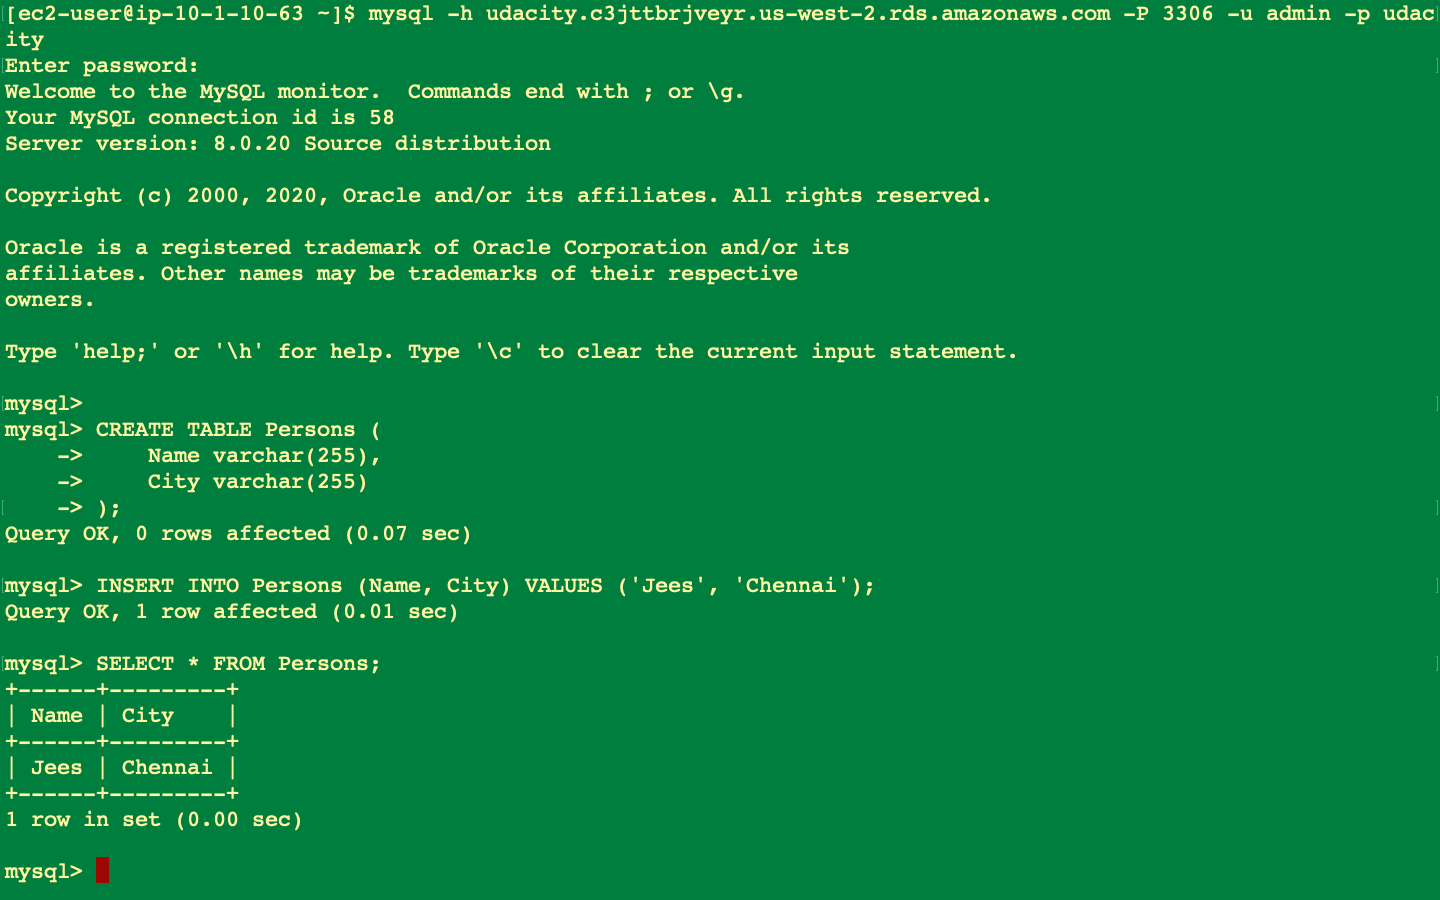 [ec2-user@ip-10-1-10-63 ~]$ mysql -h udacity.c3jttbrjveyr.us-west-2.rds.amazonaws.com -P 3306 -u admin -p udac
ity
Enter password:
Welcome to the MySQL monitor.  Commands end with ; or \g.
Your MySQL connection id is 58
Server version: 8.0.20 Source distribution

Copyright (c) 2000, 2020, Oracle and/or its affiliates. All rights reserved.

Oracle is a registered trademark of Oracle Corporation and/or its
affiliates. Other names may be trademarks of their respective
owners.

Type 'help;' or '\h' for help. Type '\c' to clear the current input statement.

mysql>
mysql> CREATE TABLE Persons (
    ->     Name varchar(255),
    ->     City varchar(255)
    -> );
Query OK, 0 rows affected (0.07 sec)

mysql> INSERT INTO Persons (Name, City) VALUES ('Jees', 'Chennai');
Query OK, 1 row affected (0.01 sec)

mysql> SELECT * FROM Persons;
+------+---------+
| Name | City    |
+------+---------+
| Jees | Chennai |
+------+---------+
1 row in set (0.00 sec)

mysql>